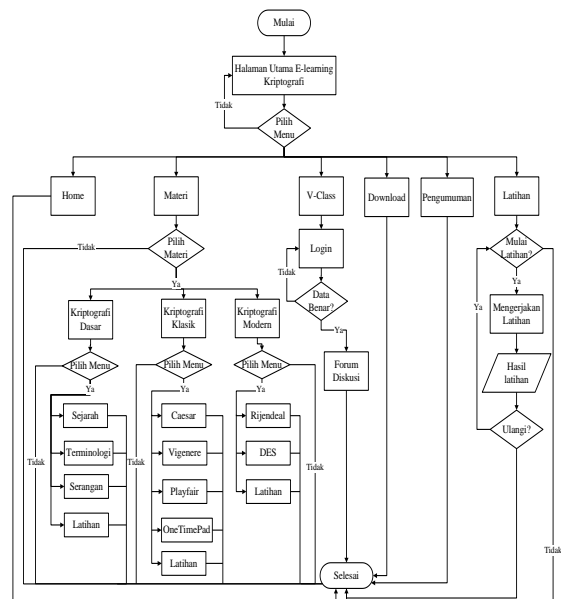 Mulai
Halaman Utama E-learning
Kriptografi
Tidak
Pilih
Menu
Home
Materi
V-Class
Download
Pengumuman
Latihan
Tidak
Pilih
Materi
Ya
Login
Tidak
Data
Benar?
Ya
Forum
Diskusi
Mulai
Latihan?
Ya
Ya
Mengerjakan
Latihan
Hasil
latihan
Ulangi?
Tidak
Kriptografi
Dasar
Kriptografi
Klasik
Kriptografi
Modern
Pilih Menu
Pilih Menu
Pilih Menu
Ya
Ya
Ya
Sejarah
Terminologi
Serangan
Latihan
Tidak
Caesar
Vigenere
Playfair
OneTimePad
Latihan
Tidak
Rijendeal
DES
Latihan
Tidak
Selesai